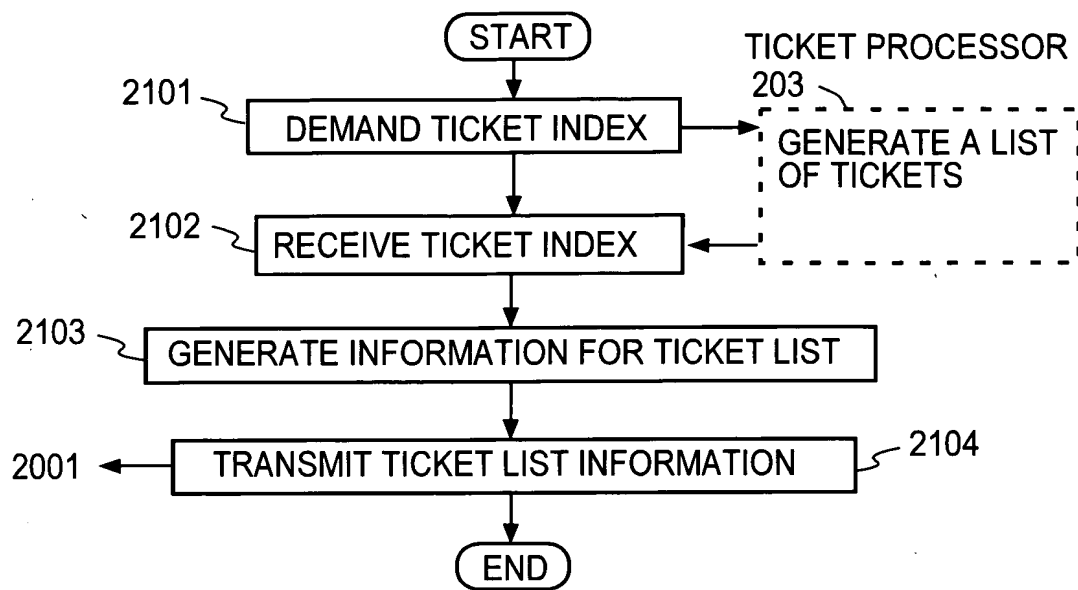 START
TICKET PROCESSOR
203
2101
DEMAND TICKET INDEX
GENERATE A LIST
OF TICKETS
2102
RECEIVE TICKET INDEX
2103
GENERATE INFORMATION FOR TICKET LIST
2001
TRANSMIT TICKET LIST INFORMATION
2104
END